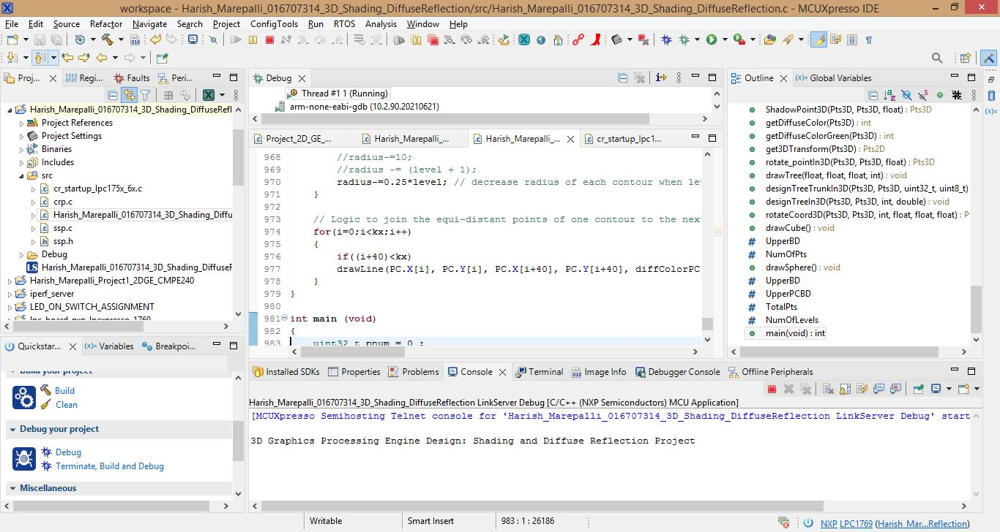 workspace - Harish_Marepalli_016707314_3D_Shading_DiffuseReflection/src/Harish_Marepalli_016707314_3D_Shading_DiffuseReflection.c - MCUXpresso IDE
File Edit Source Refactor Navigate Search Project ConfigTools Run RTOS Analysis Window Help
Proj... Regi... Faults Peri...
Harish_Marepalli_016707314_3D_Shading_DiffuseRefl
Project References
Project Settings
Binaries
Includes
src
cr_startup_lpc175x_6x.c
crp.c
Harish_Marepalli_016707314_3D_Shading_Diffu
ssp.c
ssp.h
Debug
Harish_Marepalli_016707314_3D_Shading_DiffuseF
Harish_Marepalli_Project1_2DGE_CMPE240
iperf_server
LED_ON_SWITCH_ASSIGNMENT
Quickstar... (x)= Variables Breakpoi...
Build your project
Build
Clean
Debug your project
Debug
Terminate, Build and Debug
Miscellaneous
Debug
Thread #1 1 (Running)
arm-none-eabi-gdb (10.2.90.20210621)
Project_2D_GE_... Harish_Marepalli_... Harish_Marepalli_... cr_startup_lpc1...
968 //radius-=10;
969 //radius -= (level + 1);
970 radius-=0.25*level; // decrease radius of each contour when le
971 }
972
973 // Logic to join the equi-distant points of one contour to the nex
974 for(i=0;i<kx;i++)
975 {
976 if((i+40)<kx)
977 drawLine(PC.X[i], PC.Y[i], PC.X[i+40], PC.Y[i+40], diffColorPC
978 }
979 }
980
981 int main (void)
982 {
983 uint32_t pnum = 0 ;
Outline (x)= Global Variables
ShadowPoint3D(Pts3D, Pts3D, float) : Pts3D
getDiffuseColor(Pts3D) : int
getDiffuseColorGreen(Pts3D) : int
get3DTransform(Pts3D) : Pts2D
rotate_pointIn3D(Pts3D, Pts3D, float) : Pts3D
drawTree(float, float, float, int) : void
designTreeTrunkIn3D(Pts3D, Pts3D, uint32_t, uint8_t)
designTreeIn3D(Pts3D, Pts3D, int, double) : void
rotateCoord3D(Pts3D, Pts3D, int, float, float, float) : P
drawCube() : void
UpperBD
NumOfPts
drawSphere() : void
UpperBD
UpperPCBD
TotalPts
NumOfLevels
main(void) : int
Installed SDKs Properties Problems Console Terminal Image Info Debugger Console Offline Peripherals
Harish_Marepalli_016707314_3D_Shading_DiffuseReflection LinkServer Debug [C/C++ (NXP Semiconductors) MCU Application]
[MCUXpresso Semihosting Telnet console for 'Harish_Marepalli_016707314_3D_Shading_DiffuseReflection LinkServer Debug' start
3D Graphics Processing Engine Design: Shading and Diffuse Reflection Project
Writable Smart Insert 983 : 1 : 26186
NXP LPC1769 (Harish_Mar...Reflection)